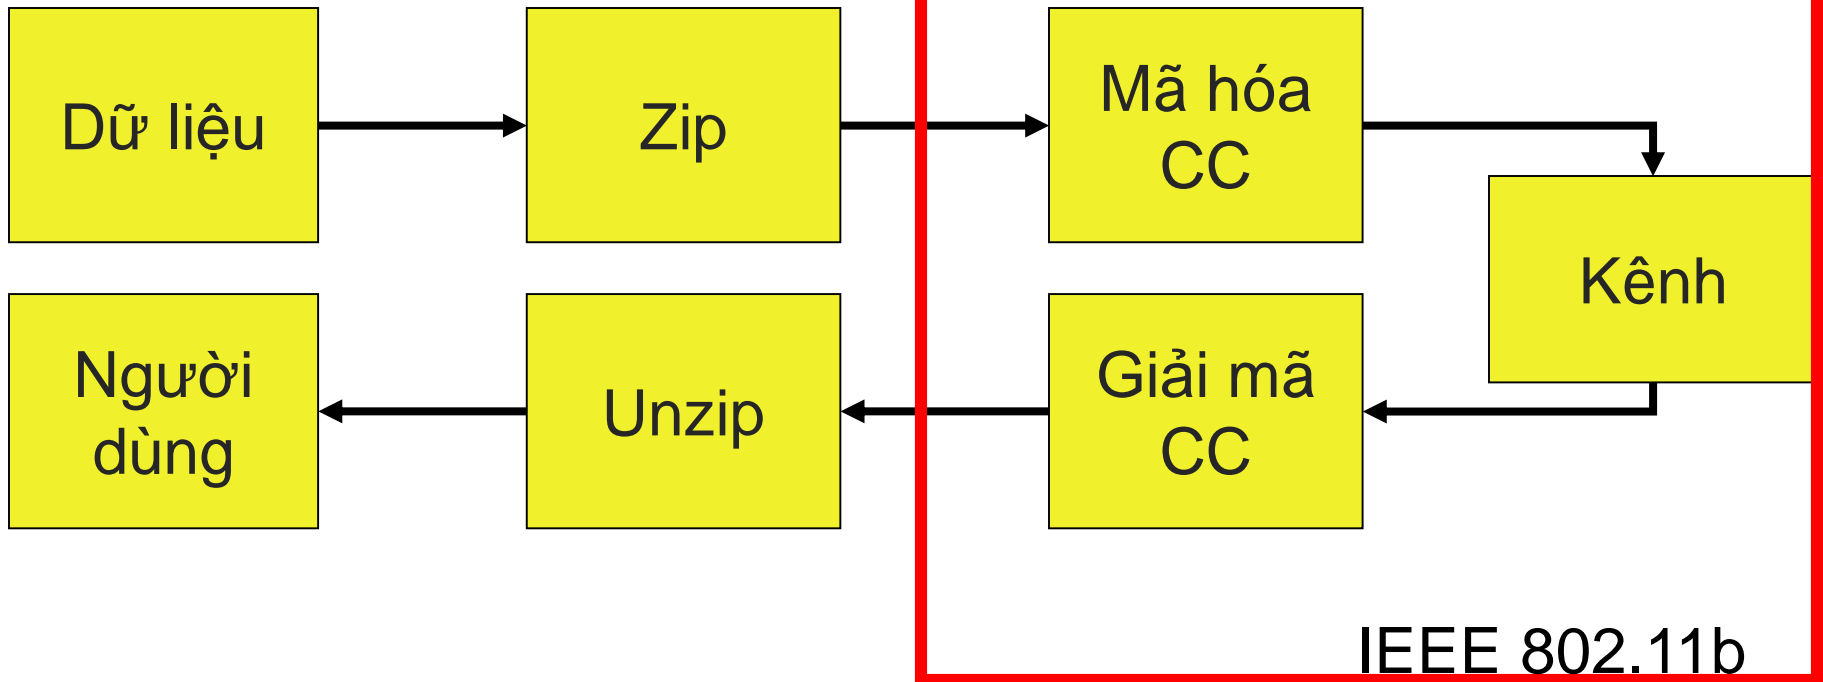 Dữ liệu
Zip
Mã hóa
CC
Kênh
Người
dùng
Unzip
Giải mã
CC
IEEE 802.11b